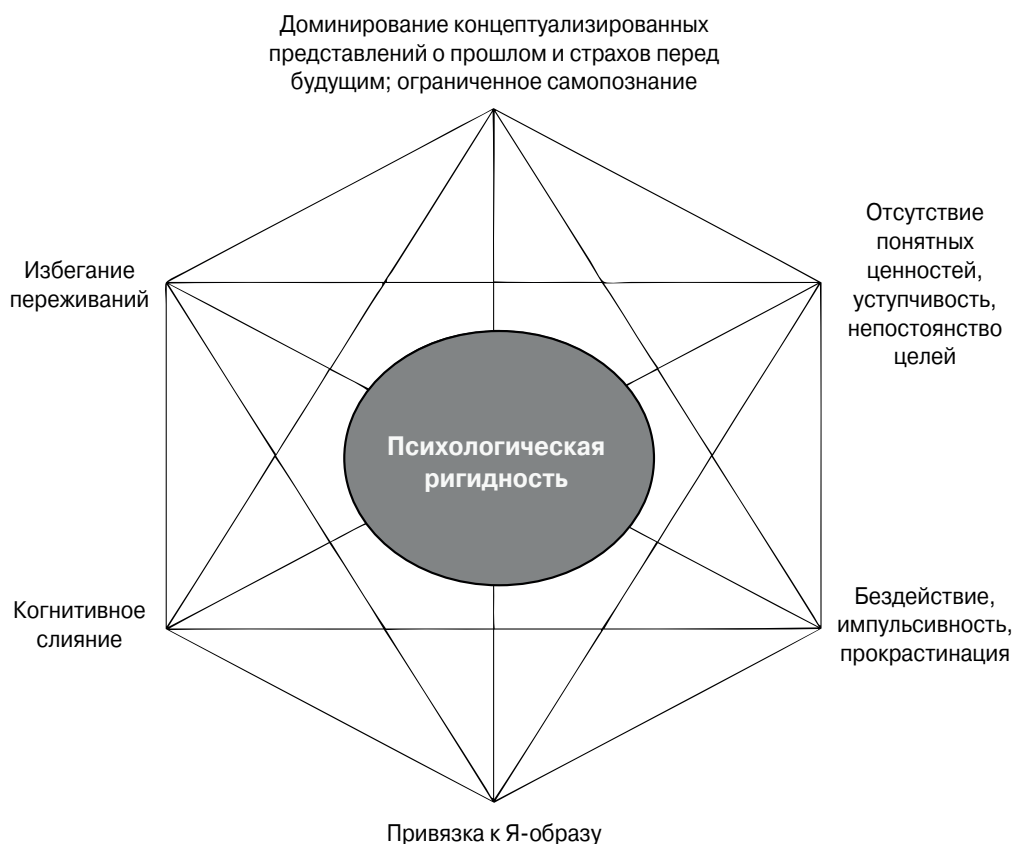 Доминирование концептуализированных
представлений о прошлом и страхов перед
будущим; ограниченное самопознание
Отсутствие
понятных
ценностей,
уступчивость,
непостоянство
целей
Избегание
переживаний
Психологическая
ригидность
Когнитивное
слияние
Бездействие,
импульсивность,
прокрастинация
Привязка к Я-образу